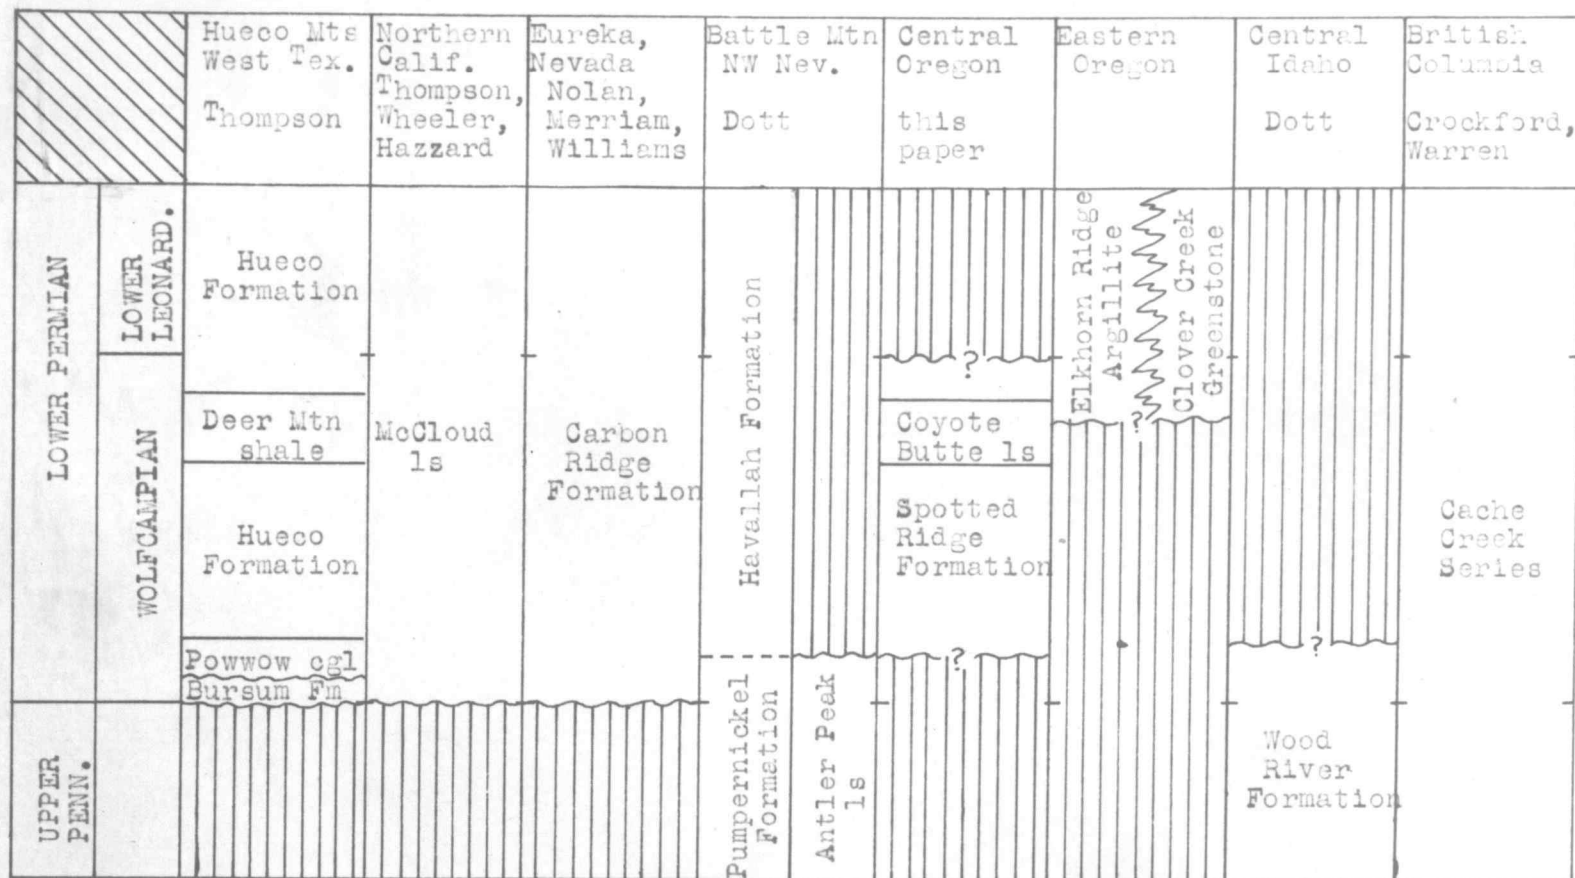 Hueco Mts
West Tex.
Thompson
Northern
Calif.
Thompson,
Wheeler,
Hazzard
Eureka,
Nevada
Nolan,
Merriam,
Williams
Battle Mtn
NW Nev.
Dott
Central
Oregon
this
paper
Eastern
Oregon
Central
Idaho
Dott
British
Columbia
Crockford,
Warren
LOWER PERMIAN
LOWER
LEONARD.
WOLFCAMPIAN
UPPER
PENN.
Hueco
Formation
Deer Mtn
shale
Hueco
Formation
Powwow cgl
Bursum Fm
McCloud
ls
Carbon
Ridge
Formation
Havallah Formation
Pumpernickel
Formation
Antler Peak
ls
?
Coyote
Butte ls
Spotted
Ridge
Formation
?
Elkhorn Ridge
Argillite
Clover Creek
Greenstone
?
?
Wood
River
Formation
Cache
Creek
Series